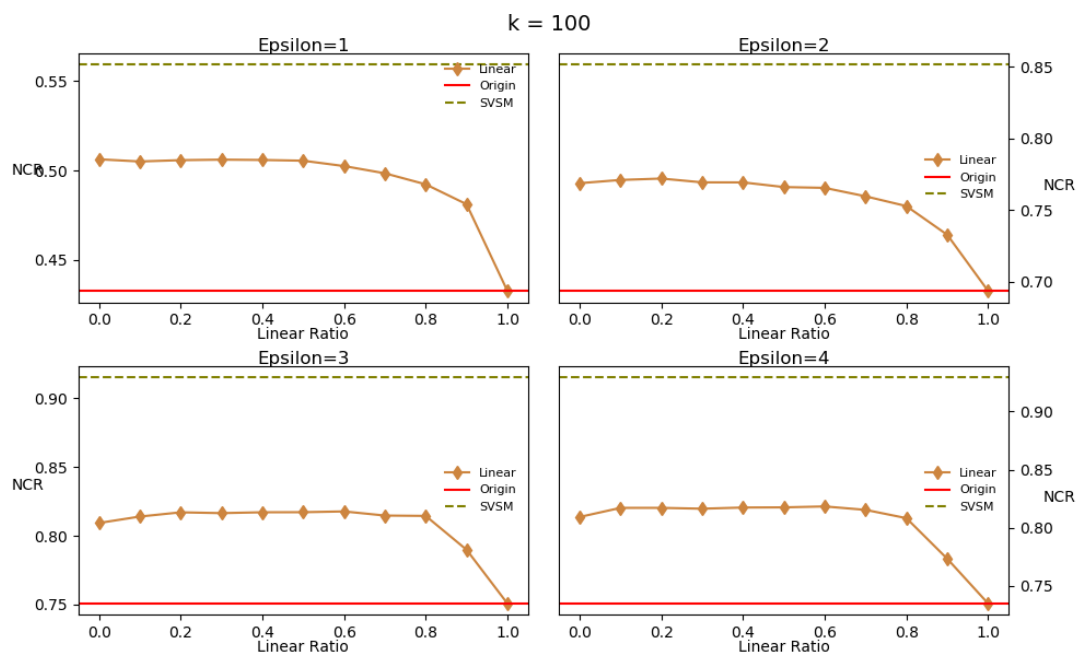 k = 100
Epsilon=1
NCR
0.55
0.50
0.45
Linear
Origin
SVSM
0.0 0.2 0.4 0.6 0.8 1.0
Linear Ratio
Epsilon=2
Linear
Origin
SVSM
0.85
0.80
0.75
0.70
NCR
0.0 0.2 0.4 0.6 0.8 1.0
Linear Ratio
Epsilon=3
NCR
0.90
0.85
0.80
0.75
Linear
Origin
SVSM
0.0 0.2 0.4 0.6 0.8 1.0
Linear Ratio
Epsilon=4
Linear
Origin
SVSM
0.90
0.85
0.80
0.75
NCR
0.0 0.2 0.4 0.6 0.8 1.0
Linear Ratio